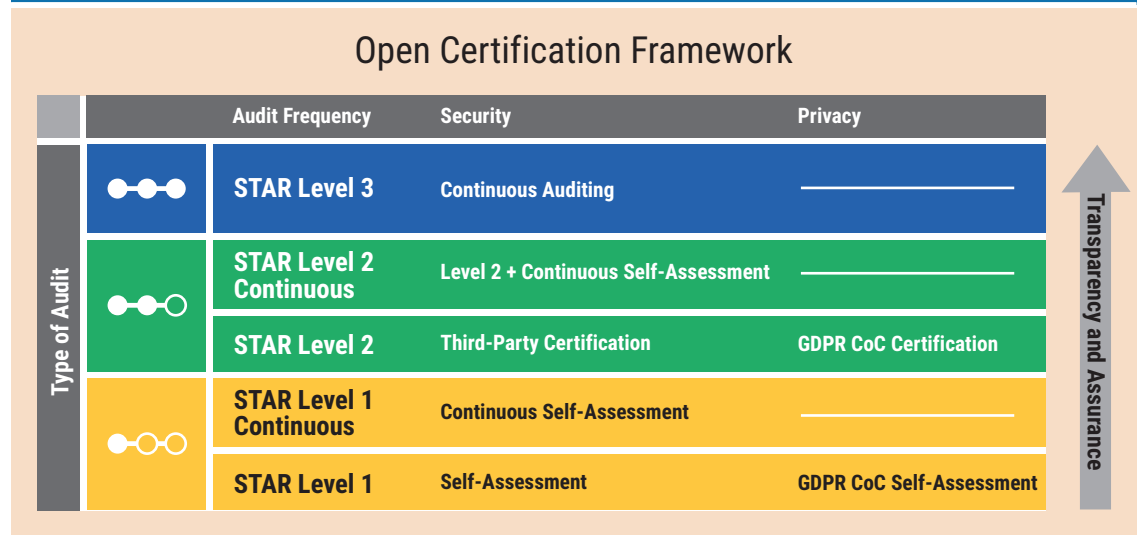 Open Certification Framework
Audit Frequency Security Privacy
Type of Audit
STAR Level 3 Continuous Auditing
STAR Level 2
Continuous
Level 2 + Continuous Self-Assessment
STAR Level 2 Third-Party Certification GDPR CoC Certification
STAR Level 1
Continuous
Continuous Self-Assessment
STAR Level 1 Self-Assessment GDPR CoC Self-Assessment
Transparency and Assurance